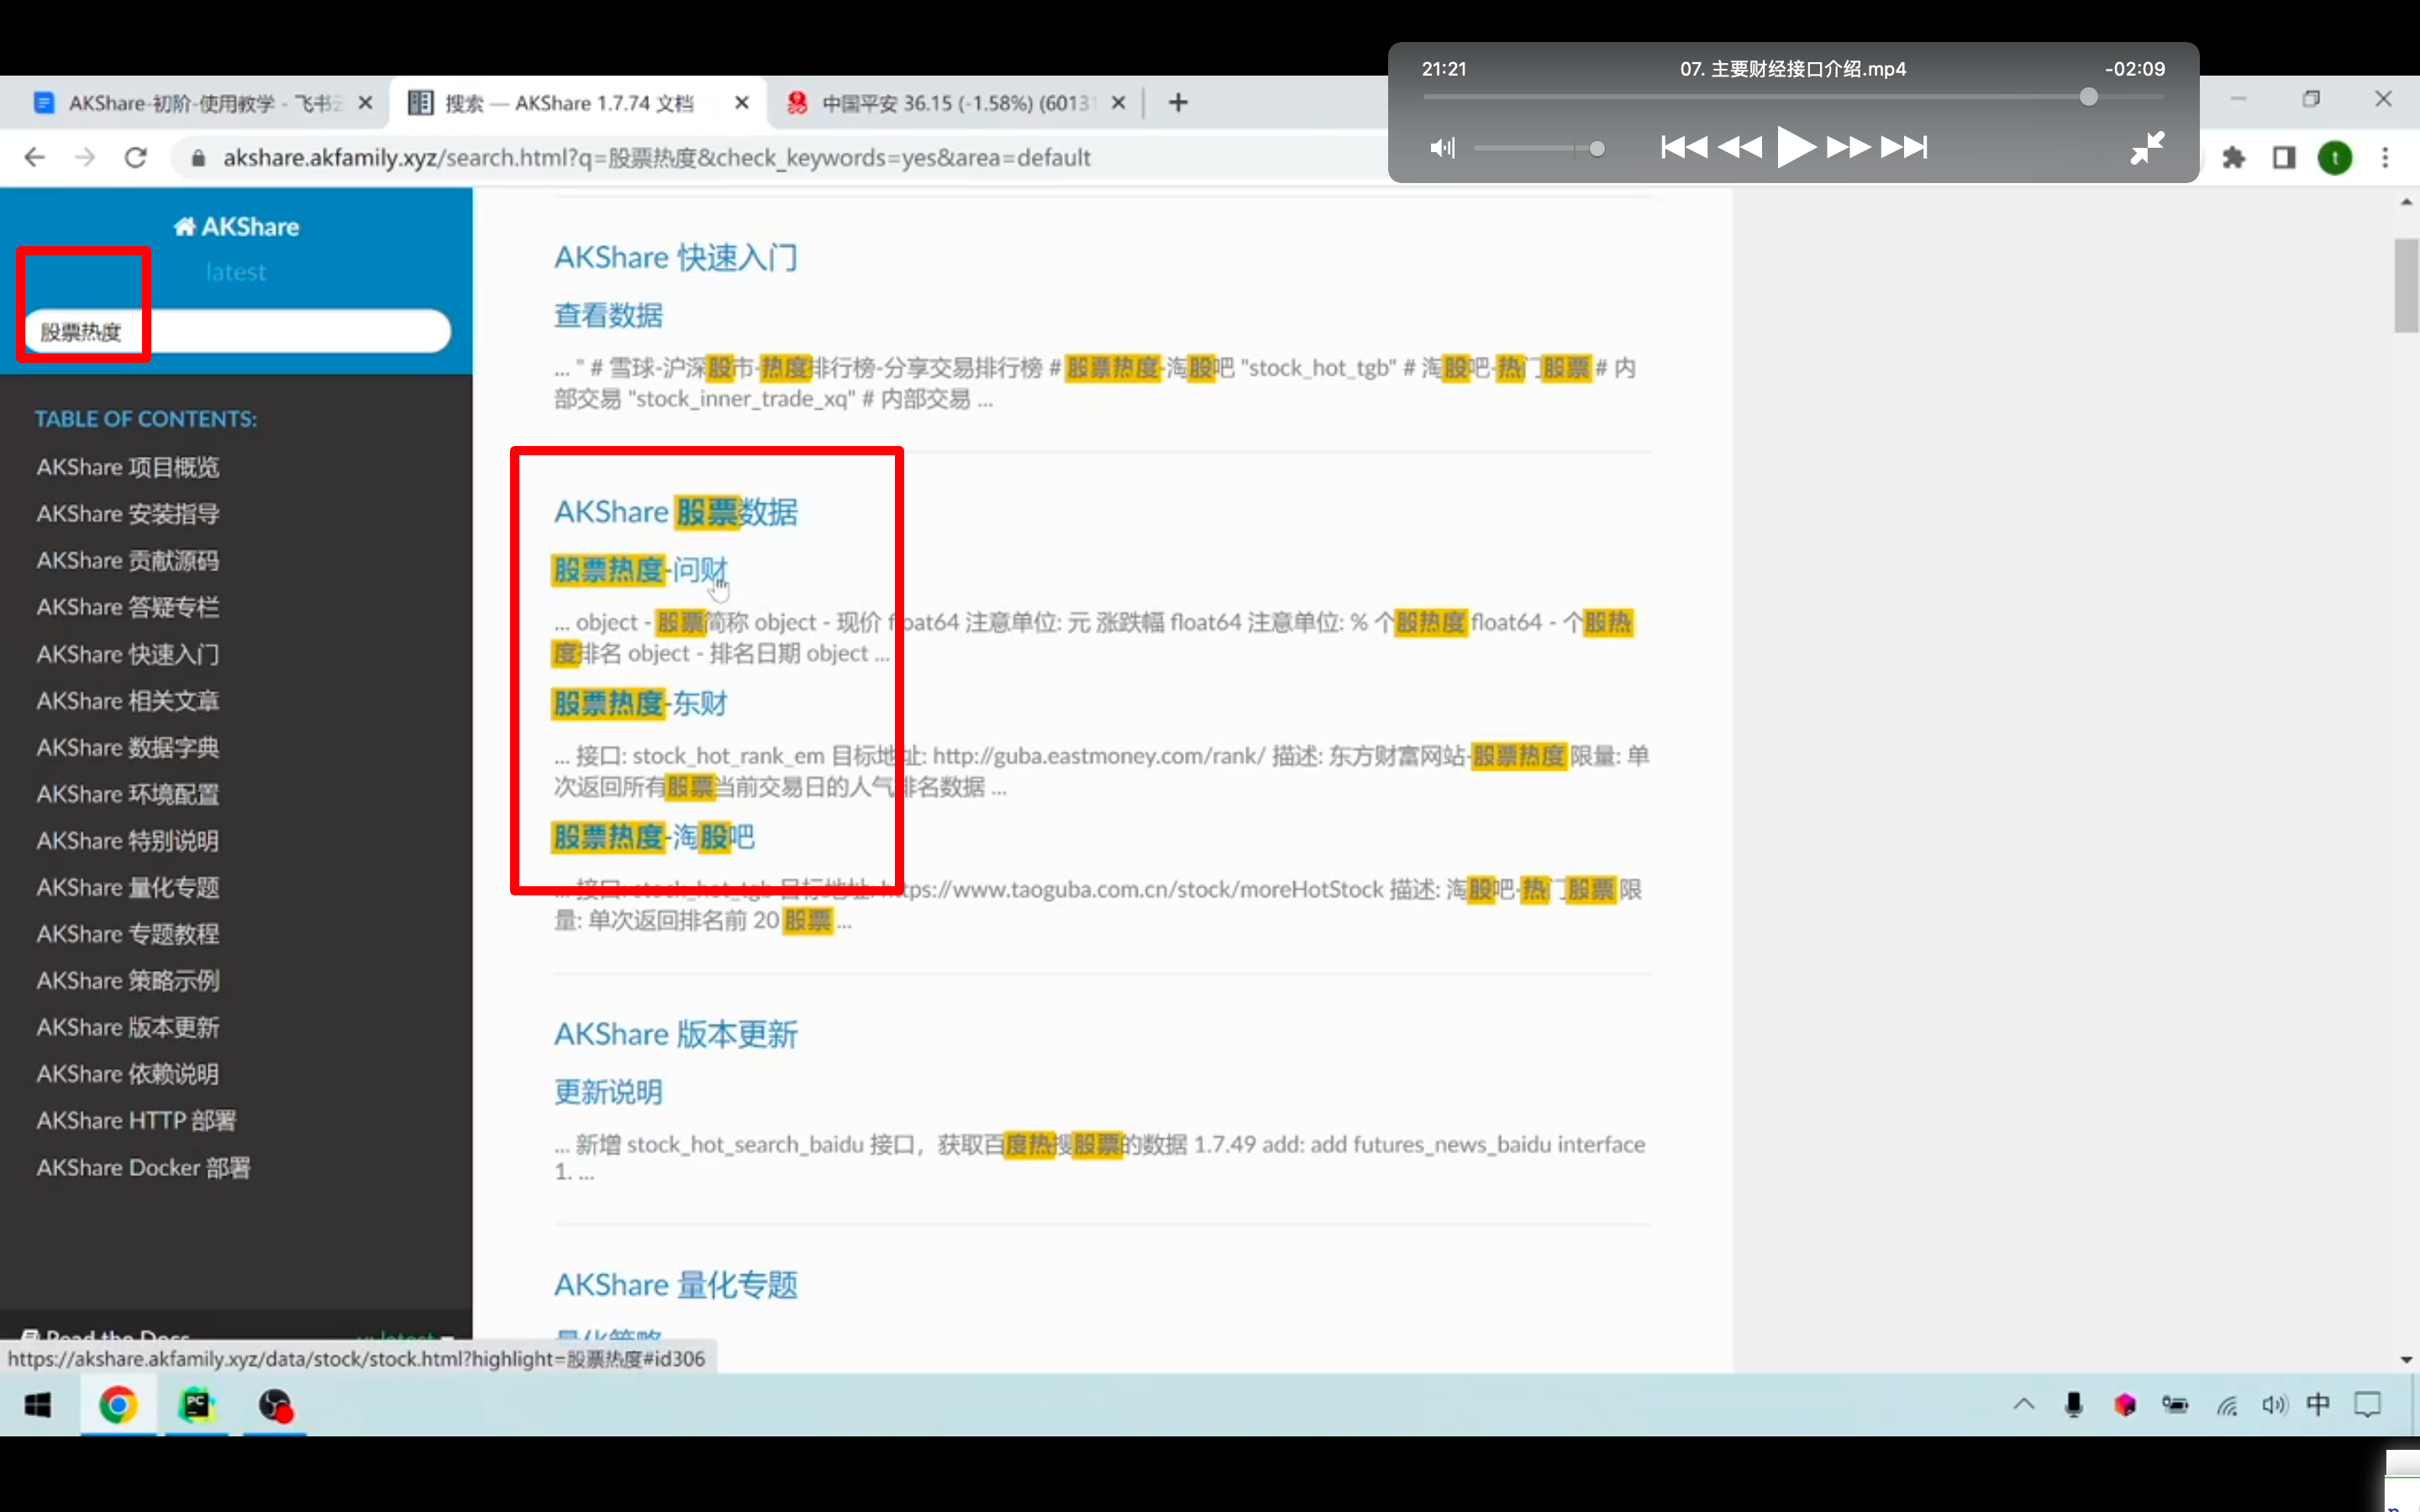 21:21
07. 主要财经接口介绍.mp4
-02:09
AKShare-初阶-使用教学 - 飞书云
搜索 — AKShare 1.7.74 文档
中国平安 36.15 (-1.58%) (60131
akshare.akfamily.xyz/search.html?q=股票热度&check_keywords=yes&area=default
t
AKShare
latest
股票热度
TABLE OF CONTENTS:
AKShare 项目概览
AKShare 安装指导
AKShare 贡献源码
AKShare 答疑专栏
AKShare 快速入门
AKShare 相关文章
AKShare 数据字典
AKShare 环境配置
AKShare 特别说明
AKShare 量化专题
AKShare 专题教程
AKShare 策略示例
AKShare 版本更新
AKShare 依赖说明
AKShare HTTP 部署
AKShare Docker 部署
Read the Docs
v: latest
AKShare 快速入门
查看数据
... " # 雪球-沪深股市-热度排行榜-分享交易排行榜 # 股票热度-淘股吧 "stock_hot_tgb" # 淘股吧-热门股票 # 内
部交易 "stock_inner_trade_xq" # 内部交易 ...
AKShare 股票数据
股票热度-问财
... object - 股票简称 object - 现价 float64 注意单位: 元 涨跌幅 float64 注意单位: % 个股热度 float64 - 个股热
度排名 object - 排名日期 object ...
股票热度-东财
... 接口: stock_hot_rank_em 目标地址: http://guba.eastmoney.com/rank/ 描述: 东方财富网站-股票热度 限量: 单
次返回所有股票当前交易日的人气排名数据 ...
股票热度-淘股吧
... 接口: stock_hot_tgb 目标地址: https://www.taoguba.com.cn/stock/moreHotStock 描述: 淘股吧-热门股票 限
量: 单次返回排名前 20 股票 ...
AKShare 版本更新
更新说明
... 新增 stock_hot_search_baidu 接口，获取百度热搜股票的数据 1.7.49 add: add futures_news_baidu interface
1. ...
AKShare 量化专题
量化策略
https://akshare.akfamily.xyz/data/stock/stock.html?highlight=股票热度#id306
PC
中